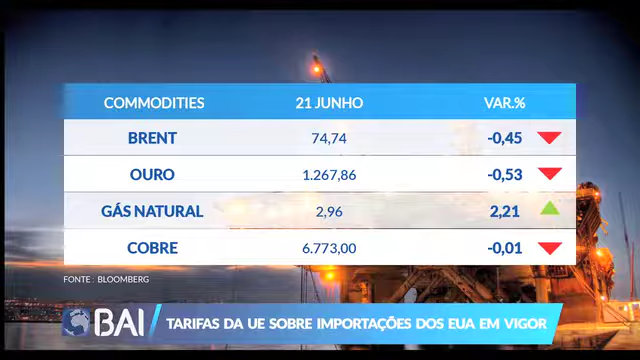 COMMODITIES 21 JUNHO VAR.%
BRENT 74,74 -0,45
OURO 1.267,86 -0,53
GÁS NATURAL 2,96 2,21
COBRE 6.773,00 -0,01
FONTE: BLOOMBERG
BAI TARIFAS DA UE SOBRE IMPORTAÇÕES DOS EUA EM VIGOR